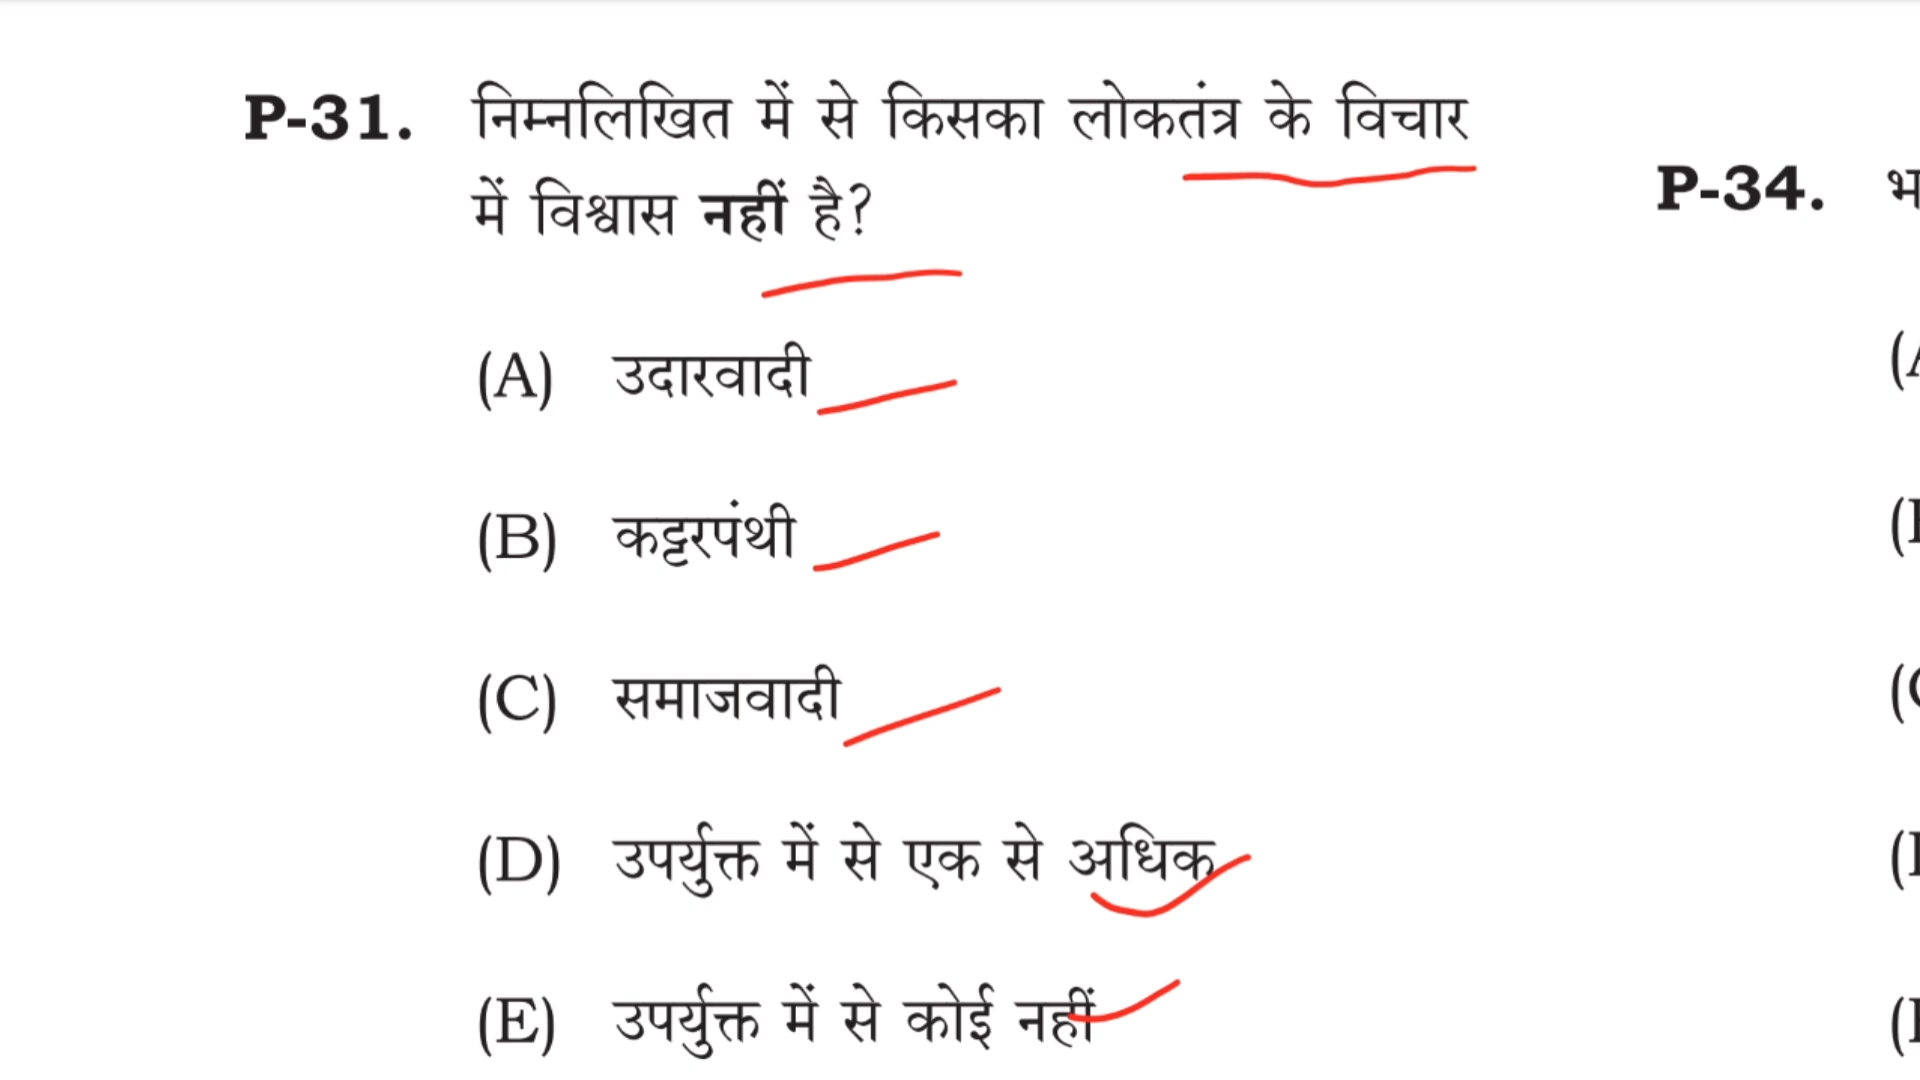 P-31. निम्नलिखित में से किसका लोकतंत्र के विचार
में विश्वास नहीं है?
(A) उदारवादी
(B) कट्टरपंथी
(C) समाजवादी
(D) उपर्युक्त में से एक से अधिक
(E) उपर्युक्त में से कोई नहीं
P-34.